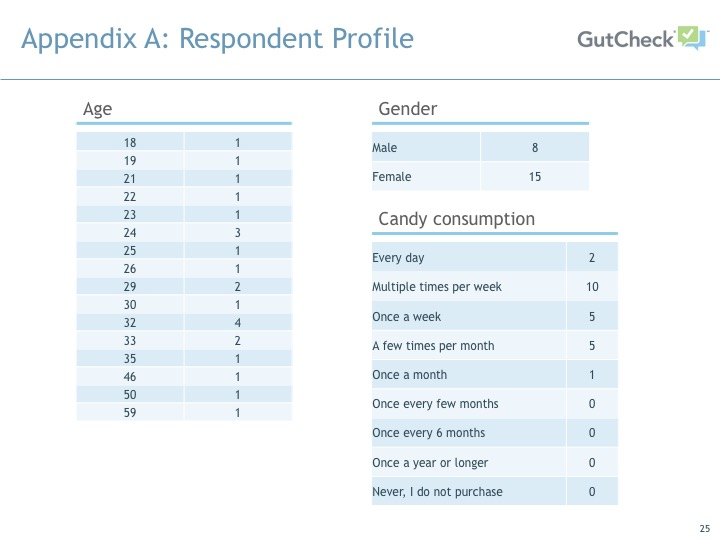 Appendix A: Respondent Profile
GutCheck
Age
18 1
19 1
21 1
22 1
23 1
24 3
25 1
26 1
29 2
30 1
32 4
33 2
35 1
46 1
50 1
59 1
Gender
Male 8
Female 15
Candy consumption
Every day 2
Multiple times per week 10
Once a week 5
A few times per month 5
Once a month 1
Once every few months 0
Once every 6 months 0
Once a year or longer 0
Never, I do not purchase 0
25